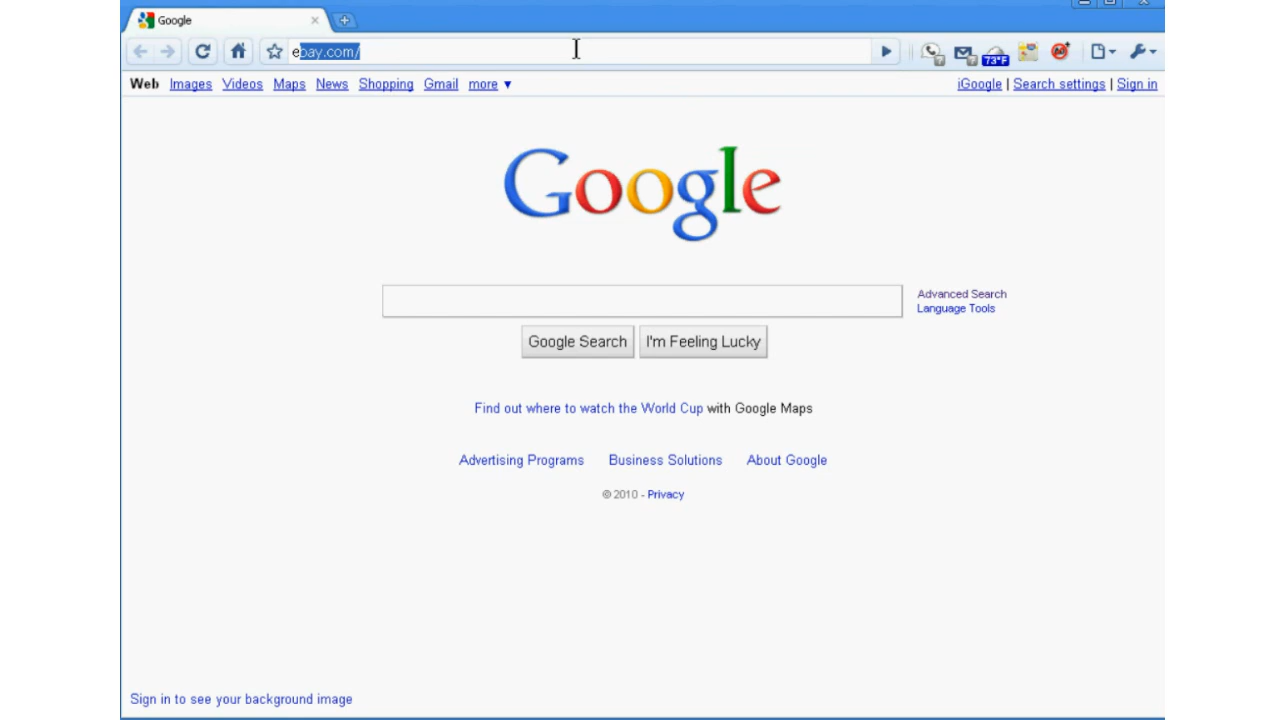 Google
ebay.com/
73°F
Web Images Videos Maps News Shopping Gmail more ▼ iGoogle | Search settings | Sign in
Google
Advanced Search
Language Tools
Google Search I'm Feeling Lucky
Find out where to watch the World Cup with Google Maps
Advertising Programs Business Solutions About Google
© 2010 - Privacy
Sign in to see your background image